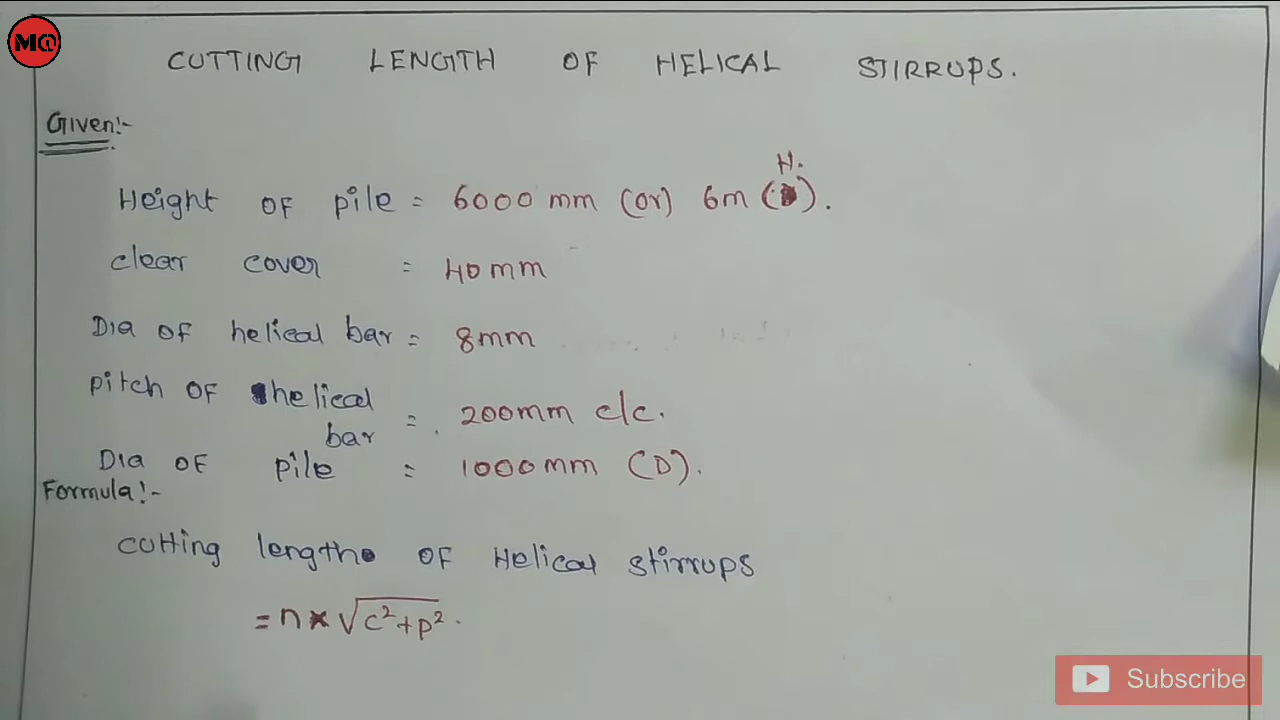 M@
CUTTING LENGTH OF HELICAL STIRRUPS.
Given:-
H.
Height of pile = 6000 mm (or) 6m (D).
clear cover = 40mm
Dia of helical bar = 8mm
Pitch of helical
bar = 200mm c/c.
Dia of pile = 1000mm (D).
Formula:-
Cutting length of Helical stirrups
= n × √c²+p².
Subscribe